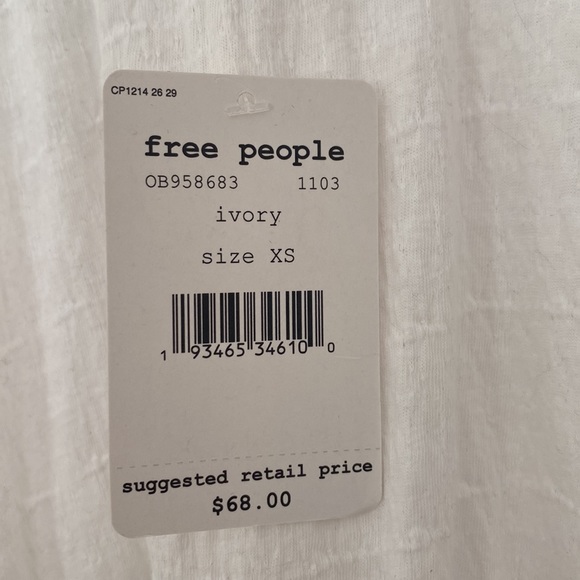 CP1214 26 29
free people
OB958683 1103
ivory
size XS
1 93465 34610 0
suggested retail price
$68.00